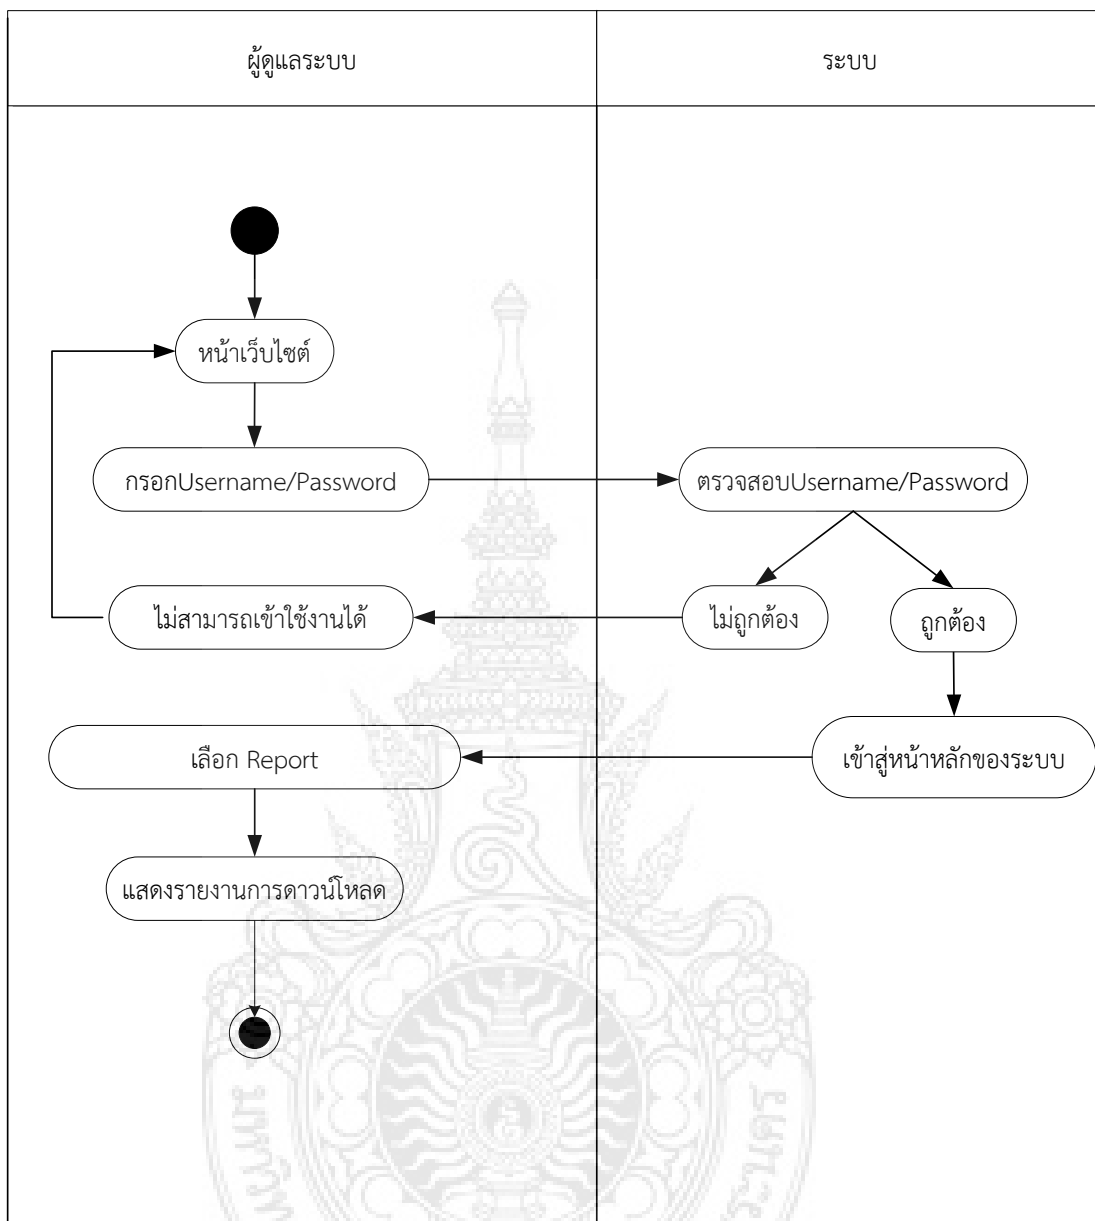 ผู้ดูแลระบบ
ระบบ
หน้าเว็บไซต์
กรอกUsername/Password
ตรวจสอบUsername/Password
ไม่สามารถเข้าใช้งานได้
ไม่ถูกต้อง
ถูกต้อง
เลือก Report
เข้าสู่หน้าหลักของระบบ
แสดงรายงานการดาวน์โหลด